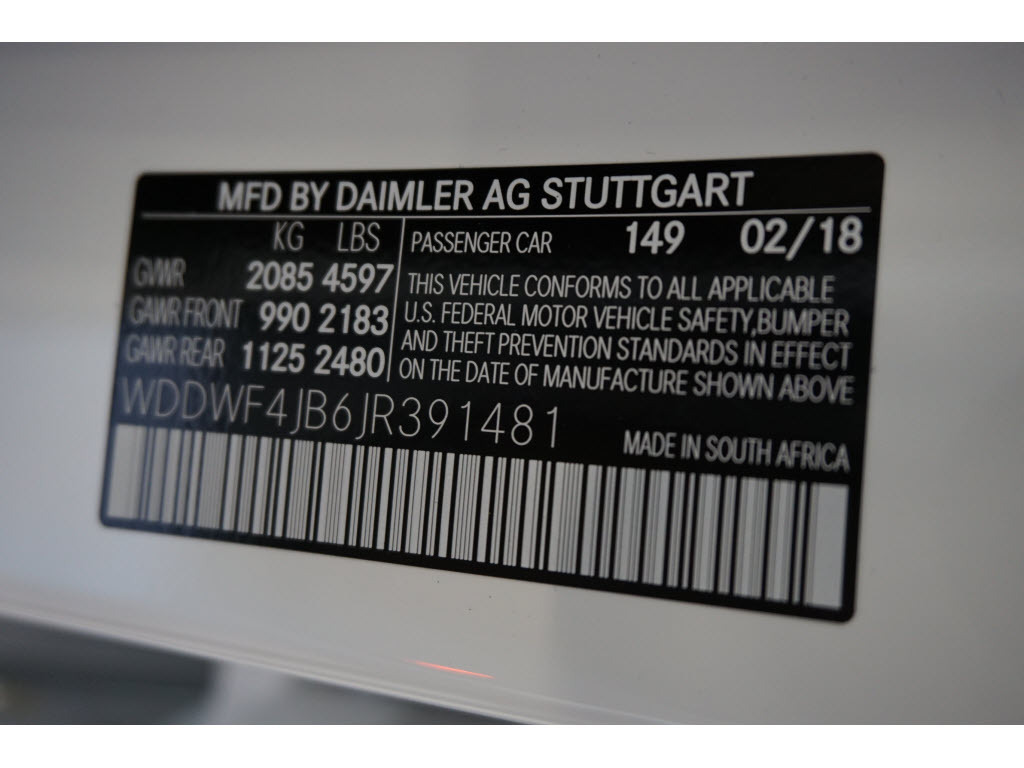 MFD BY DAIMLER AG STUTTGART
KG LBS
GVWR 2085 4597
GAWR FRONT 990 2183
GAWR REAR 1125 2480
PASSENGER CAR 149 02/18
THIS VEHICLE CONFORMS TO ALL APPLICABLE
U.S. FEDERAL MOTOR VEHICLE SAFETY,BUMPER
AND THEFT PREVENTION STANDARDS IN EFFECT
ON THE DATE OF MANUFACTURE SHOWN ABOVE
WDDWF4JB6JR391481
MADE IN SOUTH AFRICA